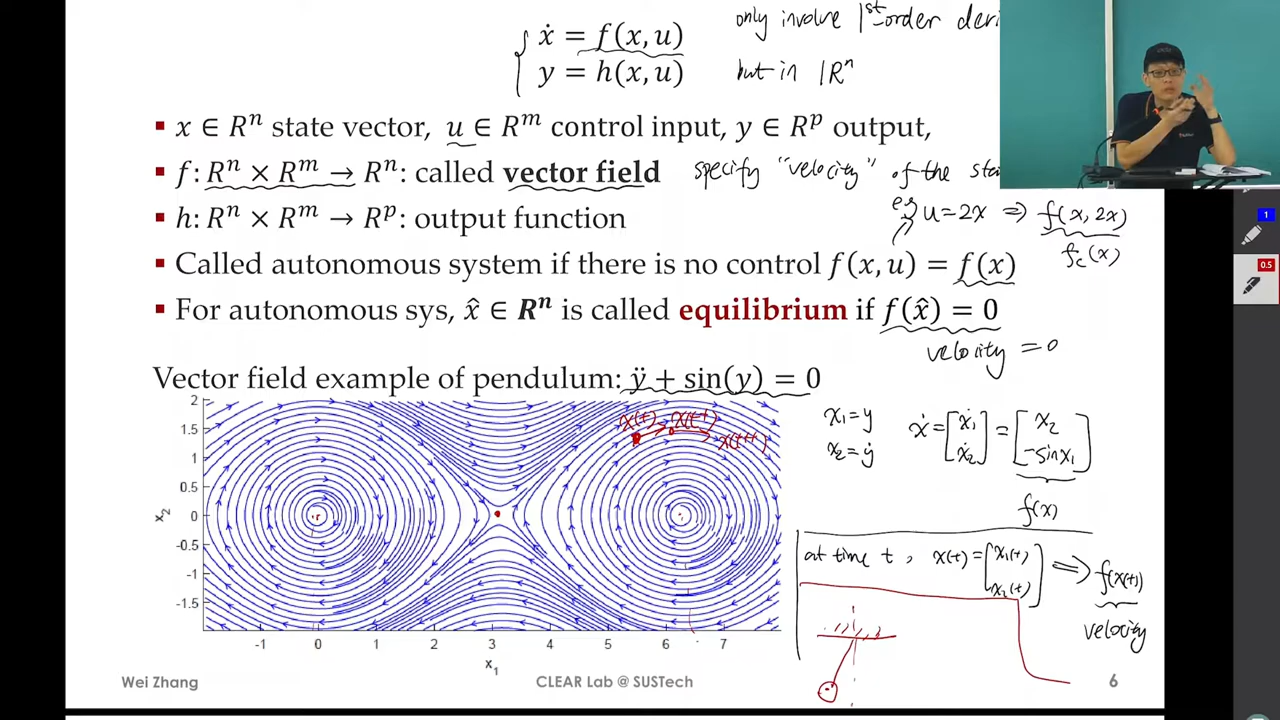 ẋ = f(x, u)
y = h(x, u)
only involve 1st-order
but in ℝⁿ
▪ x ∈ Rⁿ state vector, u ∈ Rᵐ control input, y ∈ Rᵖ output,
▪ f: Rⁿ × Rᵐ → Rⁿ: called vector field
specify "velocity" of the
▪ h: Rⁿ × Rᵐ → Rᵖ: output function
eg u=2x ⇒ f(x, 2x)
f_c(x)
▪ Called autonomous system if there is no control f(x, u) = f(x)
▪ For autonomous sys, x̂ ∈ Rⁿ is called equilibrium if f(x̂) = 0
velocity = 0
Vector field example of pendulum: ÿ + sin(y) = 0
x₁=y
x₂=ẏ
ẋ = [ẋ₁ ẋ₂] = [x₂ -sinx₁]
f(x)
x(t)
2
1.5
1
0.5
0
-0.5
-1
-1.5
x₂
-1 0 1 2 3 4 5 6 7
x₁
at time t, x(t) = [x₁(t) x₂(t)] ⇒ f(x(t))
velocity
Wei Zhang
CLEAR Lab @ SUSTech
6
1
0.5